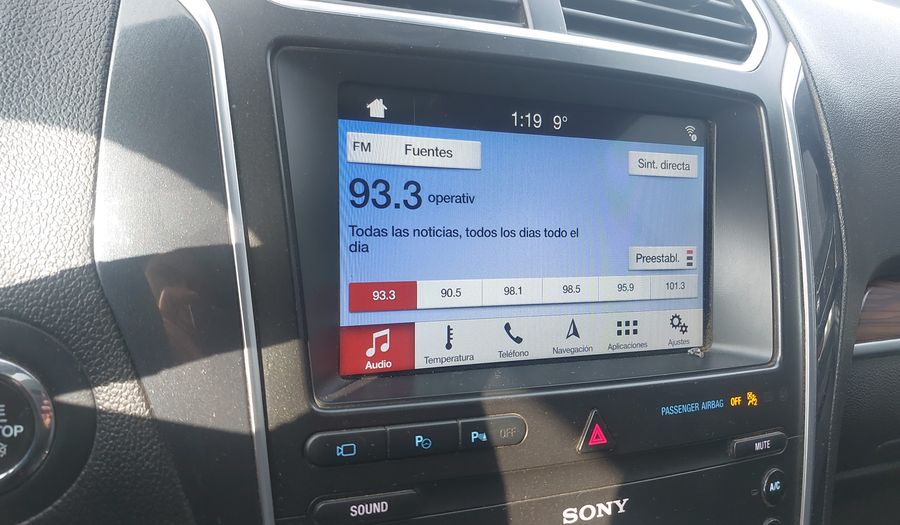 1:19 9°
FM Fuentes
Sint. directa
93.3 operativ
Todas las noticias, todos los dias todo el
dia
Preestabl.
93.3 90.5 98.1 98.5 95.9 101.3
Audio Temperatura Teléfono Navegación Aplicaciones Ajustes
PASSENGER AIRBAG OFF
P P OFF
MUTE
A/C
SOUND
SONY
TOP